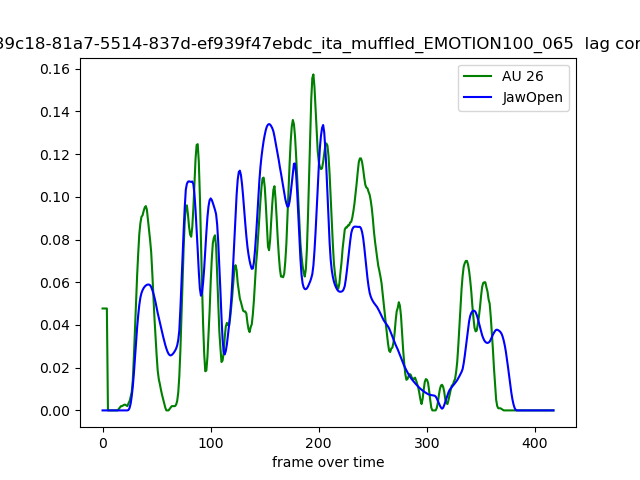 39c18-81a7-5514-837d-ef939f47ebdc_ita_muffled_EMOTION100_065 lag cor
AU 26
JawOpen
0.16
0.14
0.12
0.10
0.08
0.06
0.04
0.02
0.00
0 100 200 300 400
frame over time